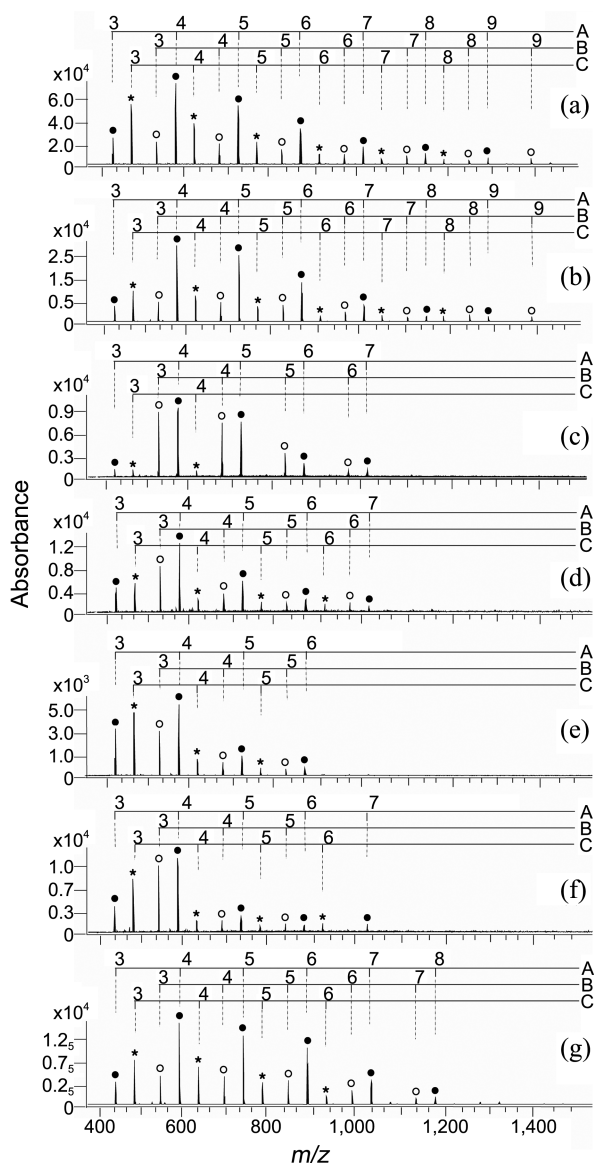 3 4 5 6 7 8 9 A
3 4 5 6 7 8 9 B
3 4 5 6 7 8 C
x10⁴
6.0
4.0
2.0
0
(a)
3 4 5 6 7 8 9 A
3 4 5 6 7 8 9 B
3 4 5 6 7 8 C
x10⁴
2.5
1.5
0.5
0
(b)
3 4 5 6 7 A
3 4 5 6 B
3 4 C
x10⁴
0.9
0.6
0.3
0
(c)
Absorbance
3 4 5 6 7 A
3 4 5 6 B
3 4 5 6 C
x10⁴
1.2
0.8
0.4
0
(d)
3 4 5 6 A
3 4 5 B
3 4 5 C
x10³
5.0
3.0
1.0
0
(e)
3 4 5 6 7 A
3 4 5 B
3 4 5 6 C
x10⁴
1.0
0.7
0.3
0
(f)
3 4 5 6 7 8 A
3 4 5 6 7 B
3 4 5 6 C
x10⁴
1.2₅
0.7₅
0.2₅
0
(g)
400 600 800 1,000 1,200 1,400
m/z